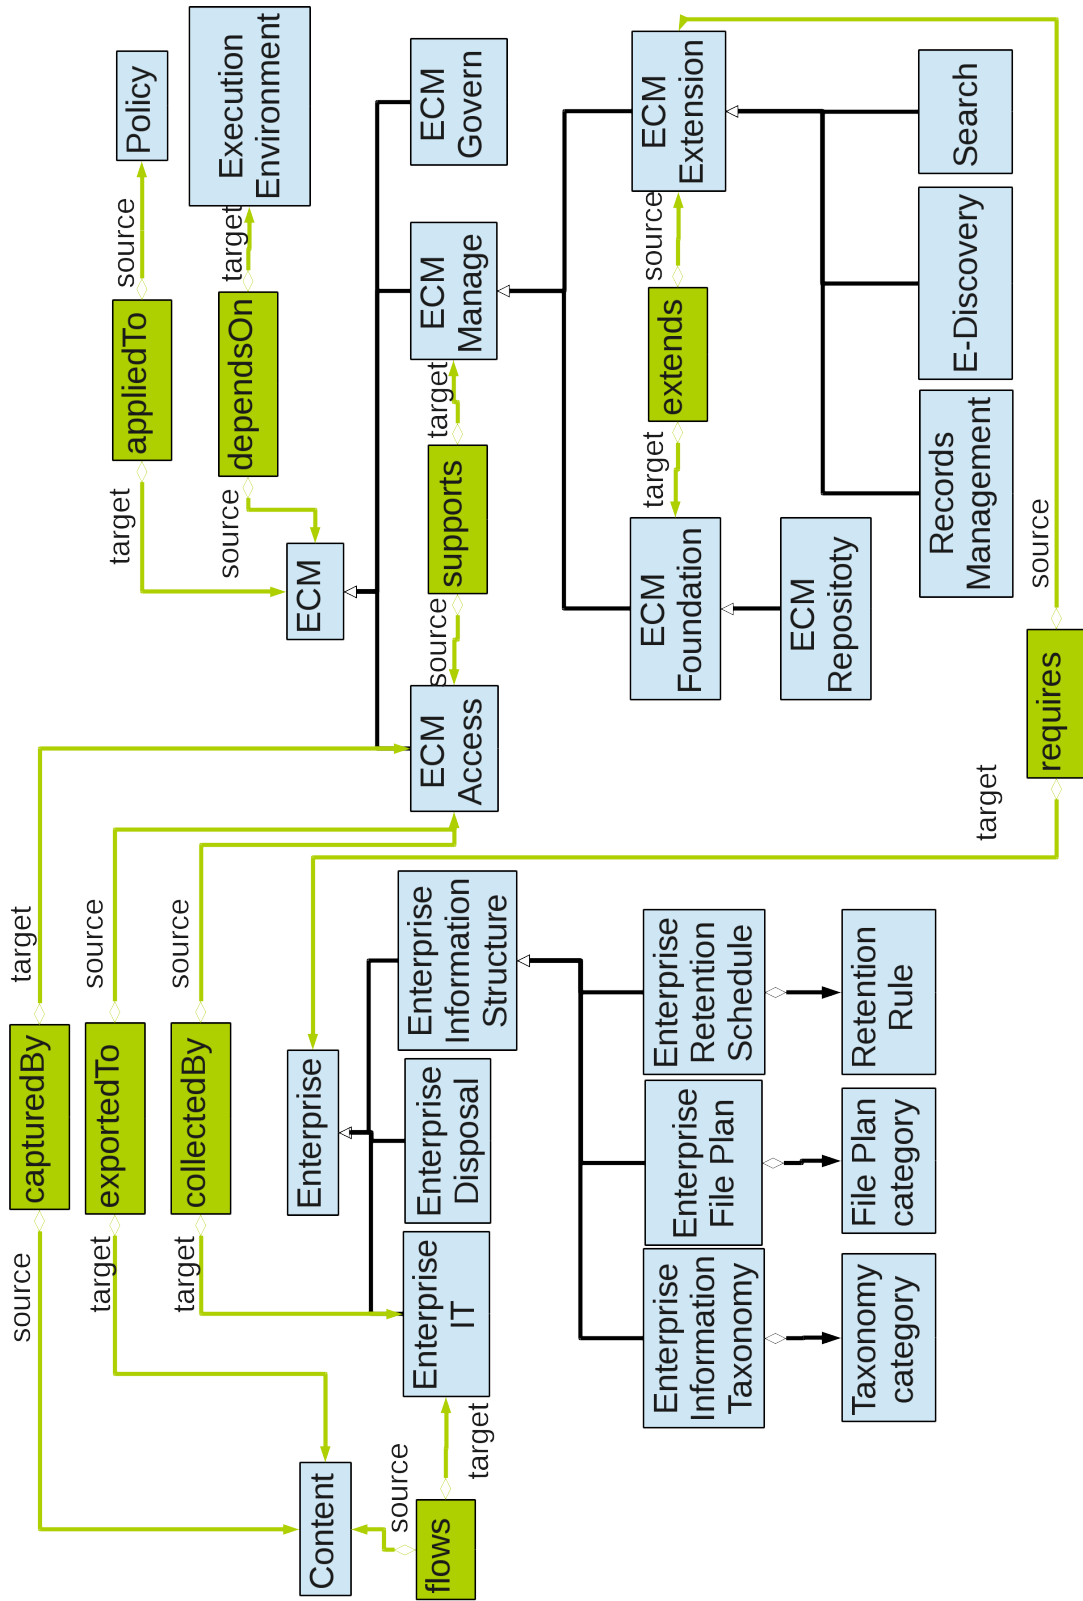 source
capturedBy
target
target
exportedTo
source
target
collectedBy
source
target
appliedTo
source
Policy
source
dependsOn
target
Execution
Environment
Content
Enterprise
ECM
flows
source
target
Enterprise
IT
Enterprise
Disposal
Enterprise
Information
Structure
ECM
Access
source
supports
target
ECM
Manage
ECM
Govern
Enterprise
Information
Taxonomy
Enterprise
File Plan
Enterprise
Retention
Schedule
ECM
Foundation
target
extends
source
ECM
Extension
Taxonomy
category
File Plan
category
Retention
Rule
ECM
Repositoty
Records
Management
E-Discovery
Search
target
requires
source